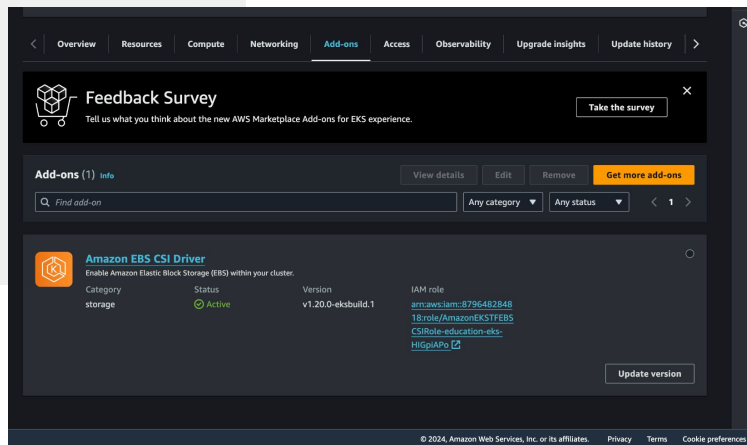 Overview Resources Compute Networking Add-ons Access Observability Upgrade insights Update history
Feedback Survey
Tell us what you think about the new AWS Marketplace Add-ons for EKS experience.
Take the survey
Add-ons (1) Info
View details Edit Remove Get more add-ons
Find add-on
Any category Any status 1
Amazon EBS CSI Driver
Enable Amazon Elastic Block Storage (EBS) within your cluster.
Category Status Version IAM role
storage Active v1.20.0-eksbuild.1 arn:aws:iam::8796482848
18:role/AmazonEKSTFEBS
CSIRole-education-eks-
HIGpiAPo
Update version
© 2024, Amazon Web Services, Inc. or its affiliates. Privacy Terms Cookie preferences